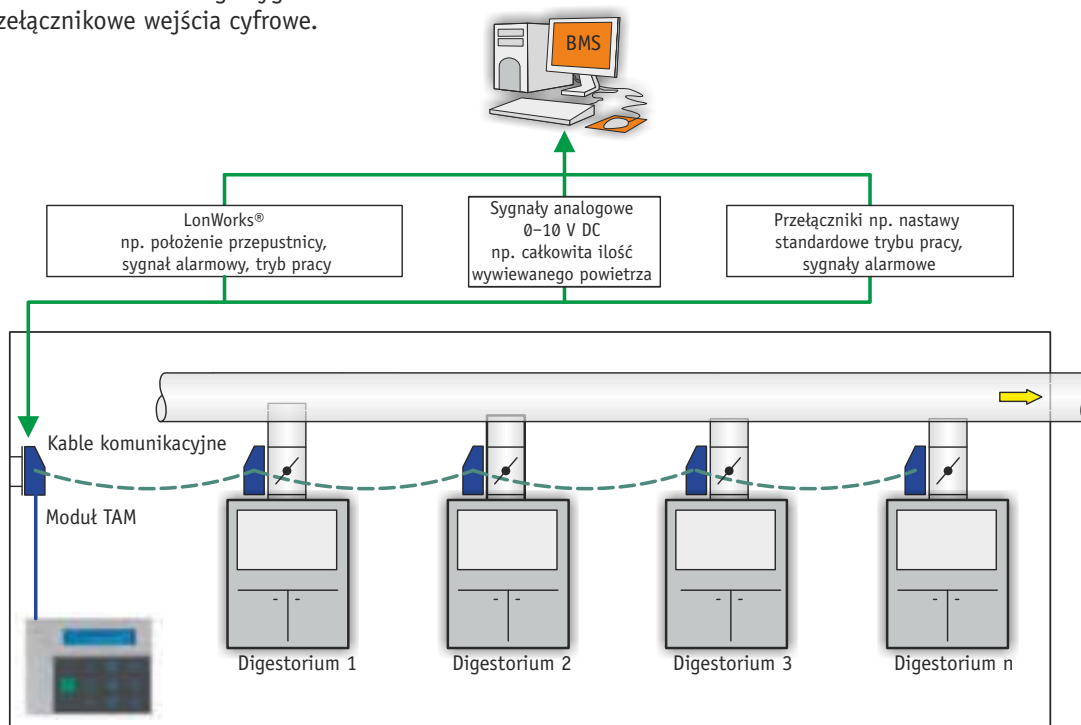 przełącznikowe wejścia cyfrowe.
BMS
LonWorks®
np. położenie przepustnicy,
sygnał alarmowy, tryb pracy
Sygnały analogowe
0–10 V DC
np. całkowita ilość
wywiewanego powietrza
Przełączniki np. nastawy
standardowe trybu pracy,
sygnały alarmowe
Kable komunikacyjne
Moduł TAM
Digestorium 1
Digestorium 2
Digestorium 3
Digestorium n